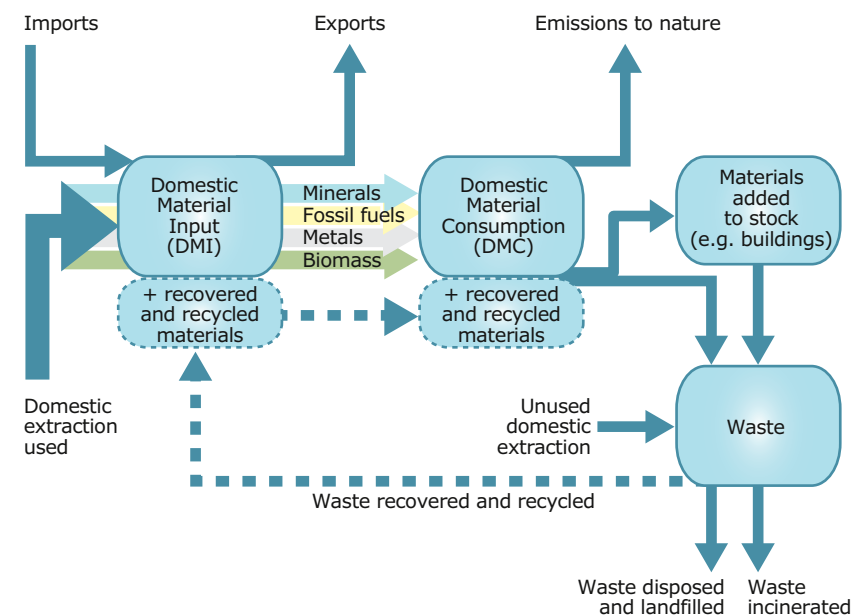 Imports
Exports
Emissions to nature
Domestic
Material
Input
(DMI)
Minerals
Fossil fuels
Metals
Biomass
Domestic
Material
Consumption
(DMC)
Materials
added
to stock
(e.g. buildings)
+ recovered
and recycled
materials
+ recovered
and recycled
materials
Domestic
extraction
used
Unused
domestic
extraction
Waste
Waste recovered and recycled
Waste disposed
and landfilled
Waste
incinerated